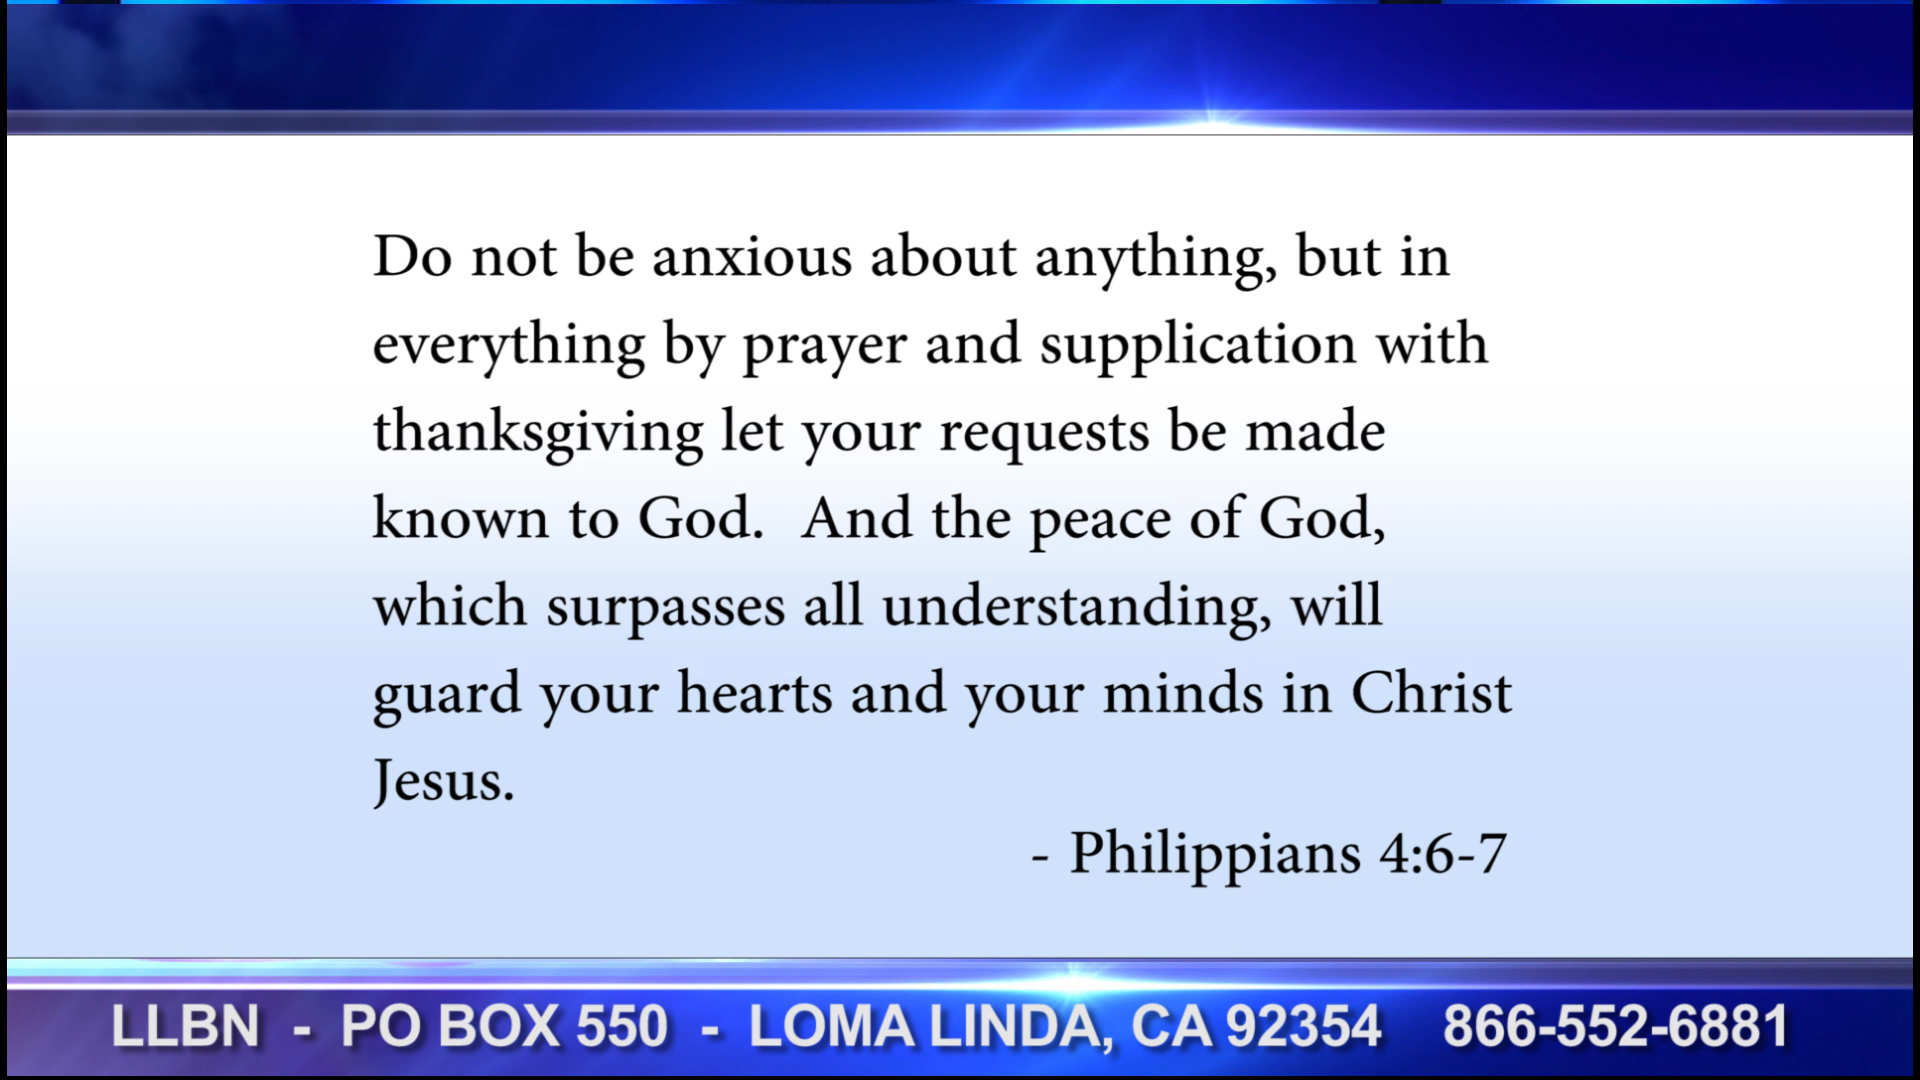 Do not be anxious about anything, but in
everything by prayer and supplication with
thanksgiving let your requests be made
known to God.  And the peace of God,
which surpasses all understanding, will
guard your hearts and your minds in Christ
Jesus.
- Philippians 4:6-7
LLBN - PO BOX 550 - LOMA LINDA, CA 92354 866-552-6881